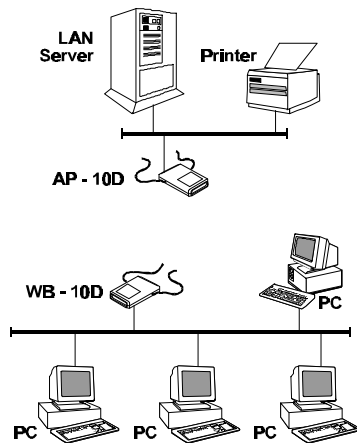 LAN
Server
Printer
AP - 10D
WB - 10D
PC
PC
PC
PC